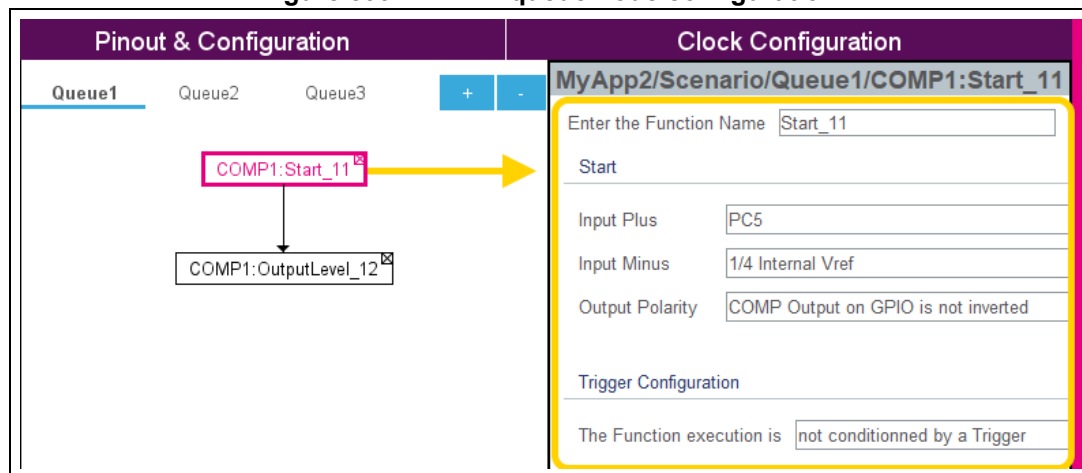 Pinout & Configuration
Clock Configuration
Queue1 Queue2 Queue3 + -
MyApp2/Scenario/Queue1/COMP1:Start_11
Enter the Function Name Start_11
COMP1:Start_11
Start
Input Plus PC5
COMP1:OutputLevel_12
Input Minus 1/4 Internal Vref
Output Polarity COMP Output on GPIO is not inverted
Trigger Configuration
The Function execution is not conditionned by a Trigger